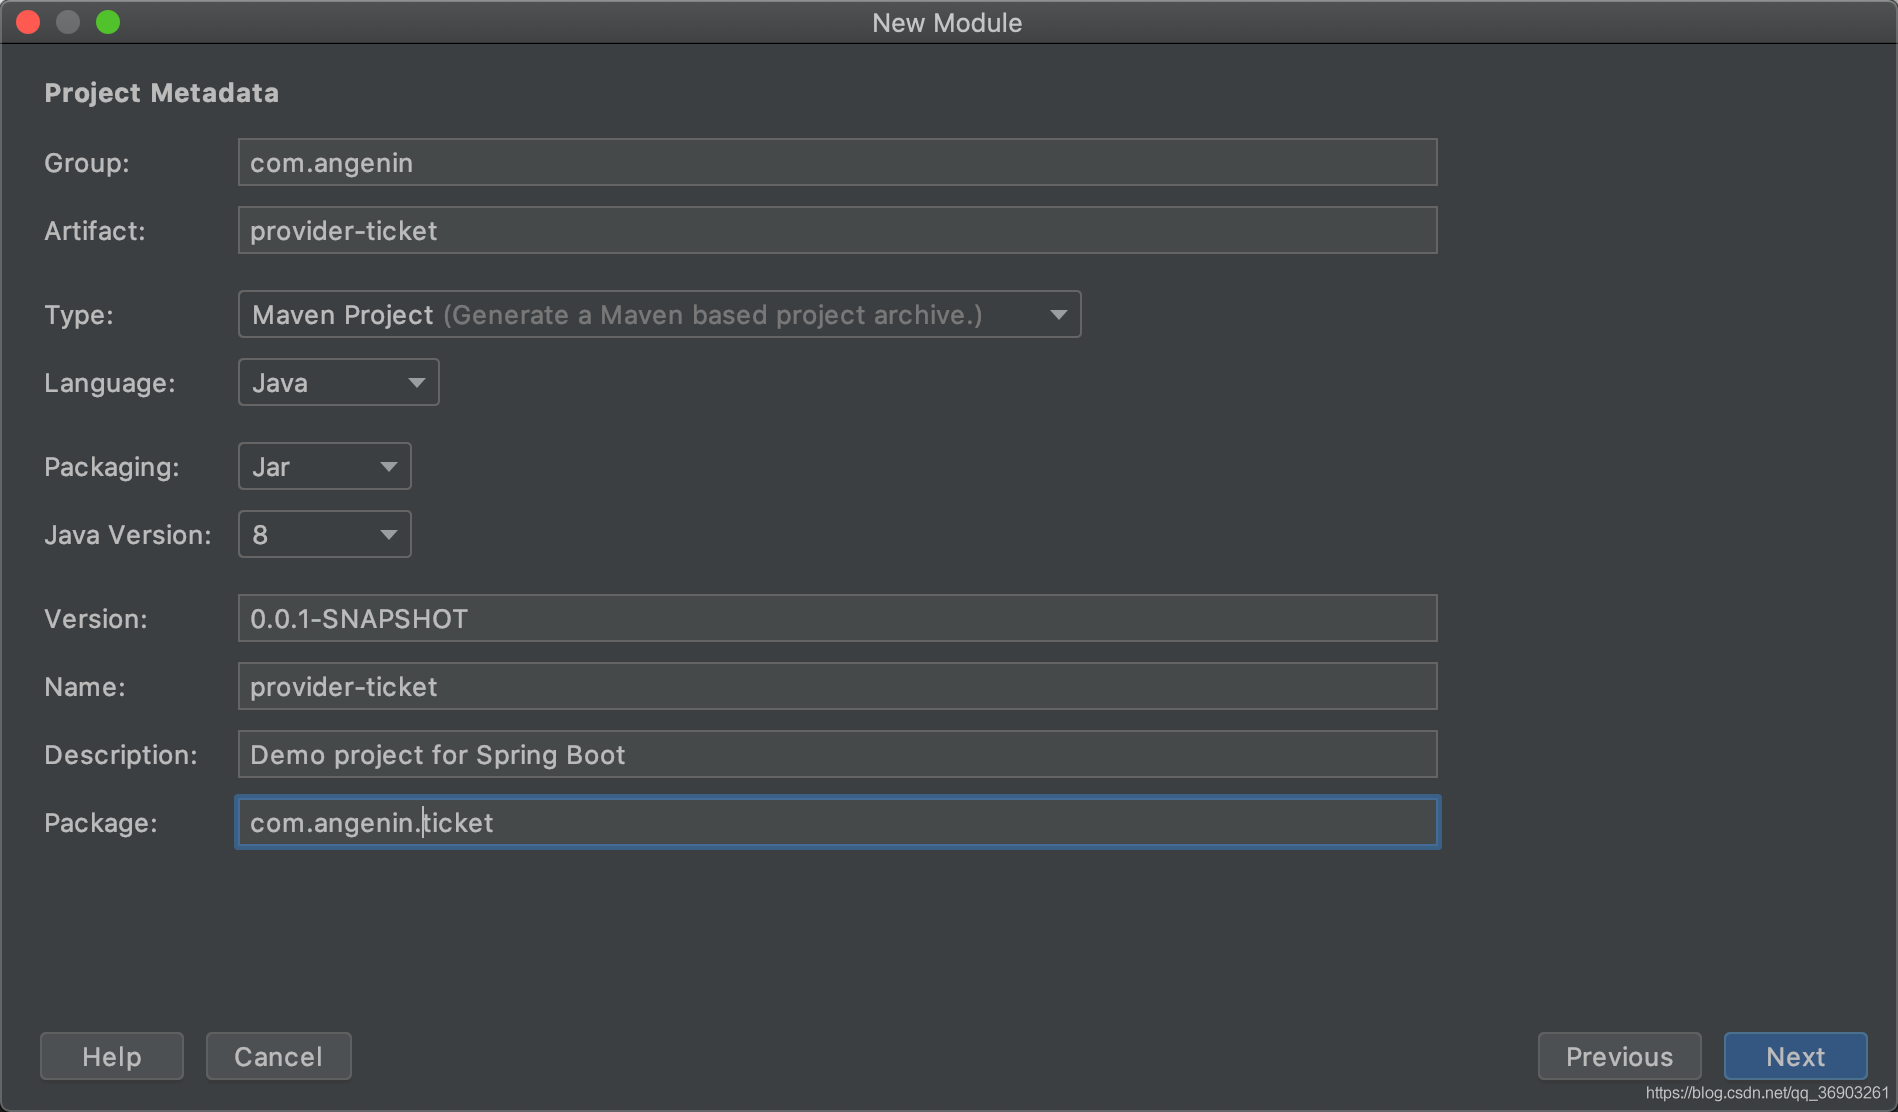 New Module
Project Metadata
Group: com.angenin
Artifact: provider-ticket
Type: Maven Project (Generate a Maven based project archive.)
Language: Java
Packaging: Jar
Java Version: 8
Version: 0.0.1-SNAPSHOT
Name: provider-ticket
Description: Demo project for Spring Boot
Package: com.angenin.ticket
Help Cancel Previous Next
https://blog.csdn.net/qq_36903261